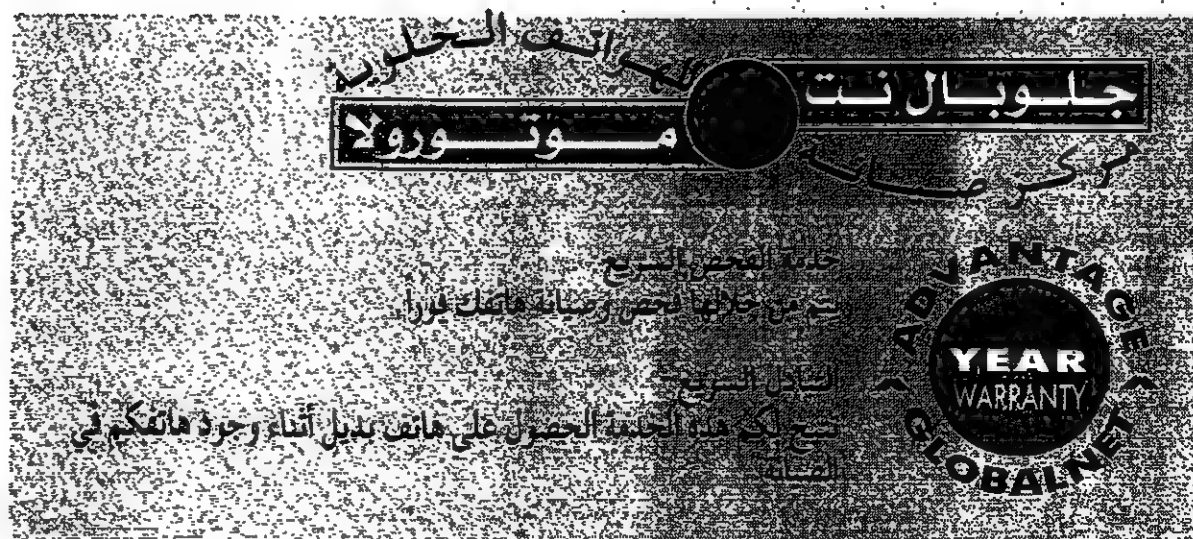 جلوبال نت
مركز صيانة
للهواتف الخلوية
موتورولا
خدمة الفحص السريع
يتم من خلالها فحص وصيانة هاتفك فوراً
التبادل السريع
تتيح لكم هذه الخدمة الحصول على هاتف بديل أثناء وجود هاتفكم في
الصيانة
ADVANTAGE
YEAR
WARRANTY
GLOBALNET